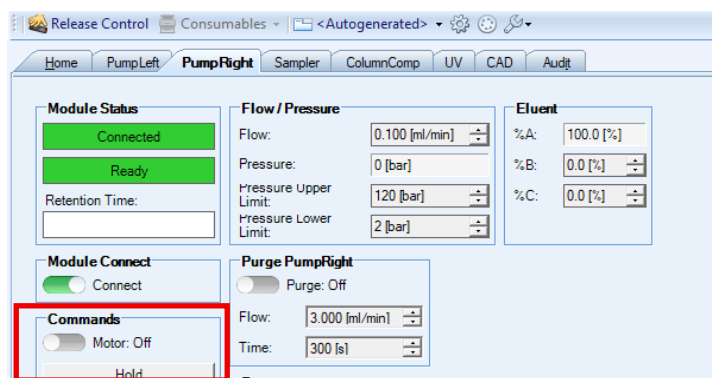 Release Control Consumables <Autogenerated>
Home PumpLeft PumpRight Sampler ColumnComp UV CAD Audit
Module Status
Connected
Ready
Retention Time:
Flow / Pressure
Flow: 0.100 [ml/min]
Pressure: 0 [bar]
Pressure Upper
Limit: 120 [bar]
Pressure Lower
Limit: 2 [bar]
Eluent
%A: 100.0 [%]
%B: 0.0 [%]
%C: 0.0 [%]
Module Connect
Connect
Purge PumpRight
Purge: Off
Flow: 3.000 [ml/min]
Time: 300 [s]
Commands
Motor: Off
Hold